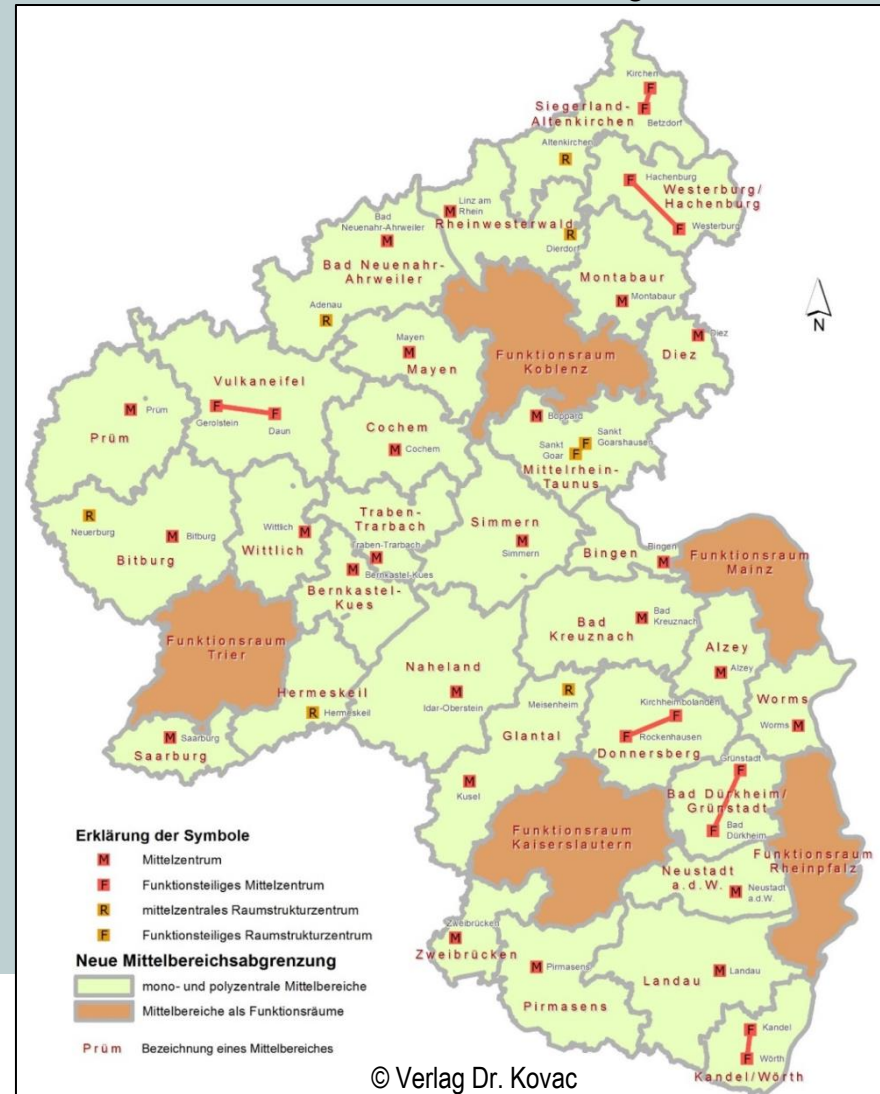 Kirchen
Siegerland-
Altenkirchen
Betzdorf
Altenkirchen
Hachenburg
Westerburg/
Hachenburg
Westerburg
Linz am
Rhein
Rheinwesterwald
Dierdorf
Bad
Neuenahr-Ahrweiler
Bad Neuenahr-
Ahrweiler
Adenau
Montabaur
Montabaur
Diez
Diez
N
Mayen
Mayen
Funktionsraum
Koblenz
Vulkaneifel
Gerolstein
Daun
Prüm
Prüm
Cochem
Cochem
Boppard
Sankt
Goarshausen
Sankt
Goar
Mittelrhein-
Taunus
Neuerburg
Bitburg
Bitburg
Wittlich
Wittlich
Traben-
Trarbach
Traben-Trarbach
Bernkastel-Kues
Bernkastel-
Kues
Simmern
Simmern
Bingen
Bingen
Funktionsraum
Mainz
Funktionsraum
Trier
Bad
Kreuznach
Bad
Kreuznach
Alzey
Alzey
Naheland
Idar-Oberstein
Hermeskeil
Hermeskeil
Meisenheim
Kirchheimbolanden
Rockenhausen
Donnersberg
Worms
Worms
Saarburg
Saarburg
Glantal
Kusel
Grünstadt
Bad Dürkheim/
Grünstadt
Bad
Dürkheim
Funktionsraum
Kaiserslautern
Funktionsraum
Rheinpfalz
Neustadt
a.d.W.
Neustadt
a.d.W.
Zweibrücken
Zweibrücken
Pirmasens
Pirmasens
Landau
Landau
Kandel
Wörth
Kandel/Wörth
Erklärung der Symbole
M Mittelzentrum
F Funktionsteiliges Mittelzentrum
R mittelzentrales Raumstrukturzentrum
F Funktionsteiliges Raumstrukturzentrum
Neue Mittelbereichsabgrenzung
mono- und polyzentrale Mittelbereiche
Mittelbereiche als Funktionsräume
Prüm Bezeichnung eines Mittelbereiches
© Verlag Dr. Kovac